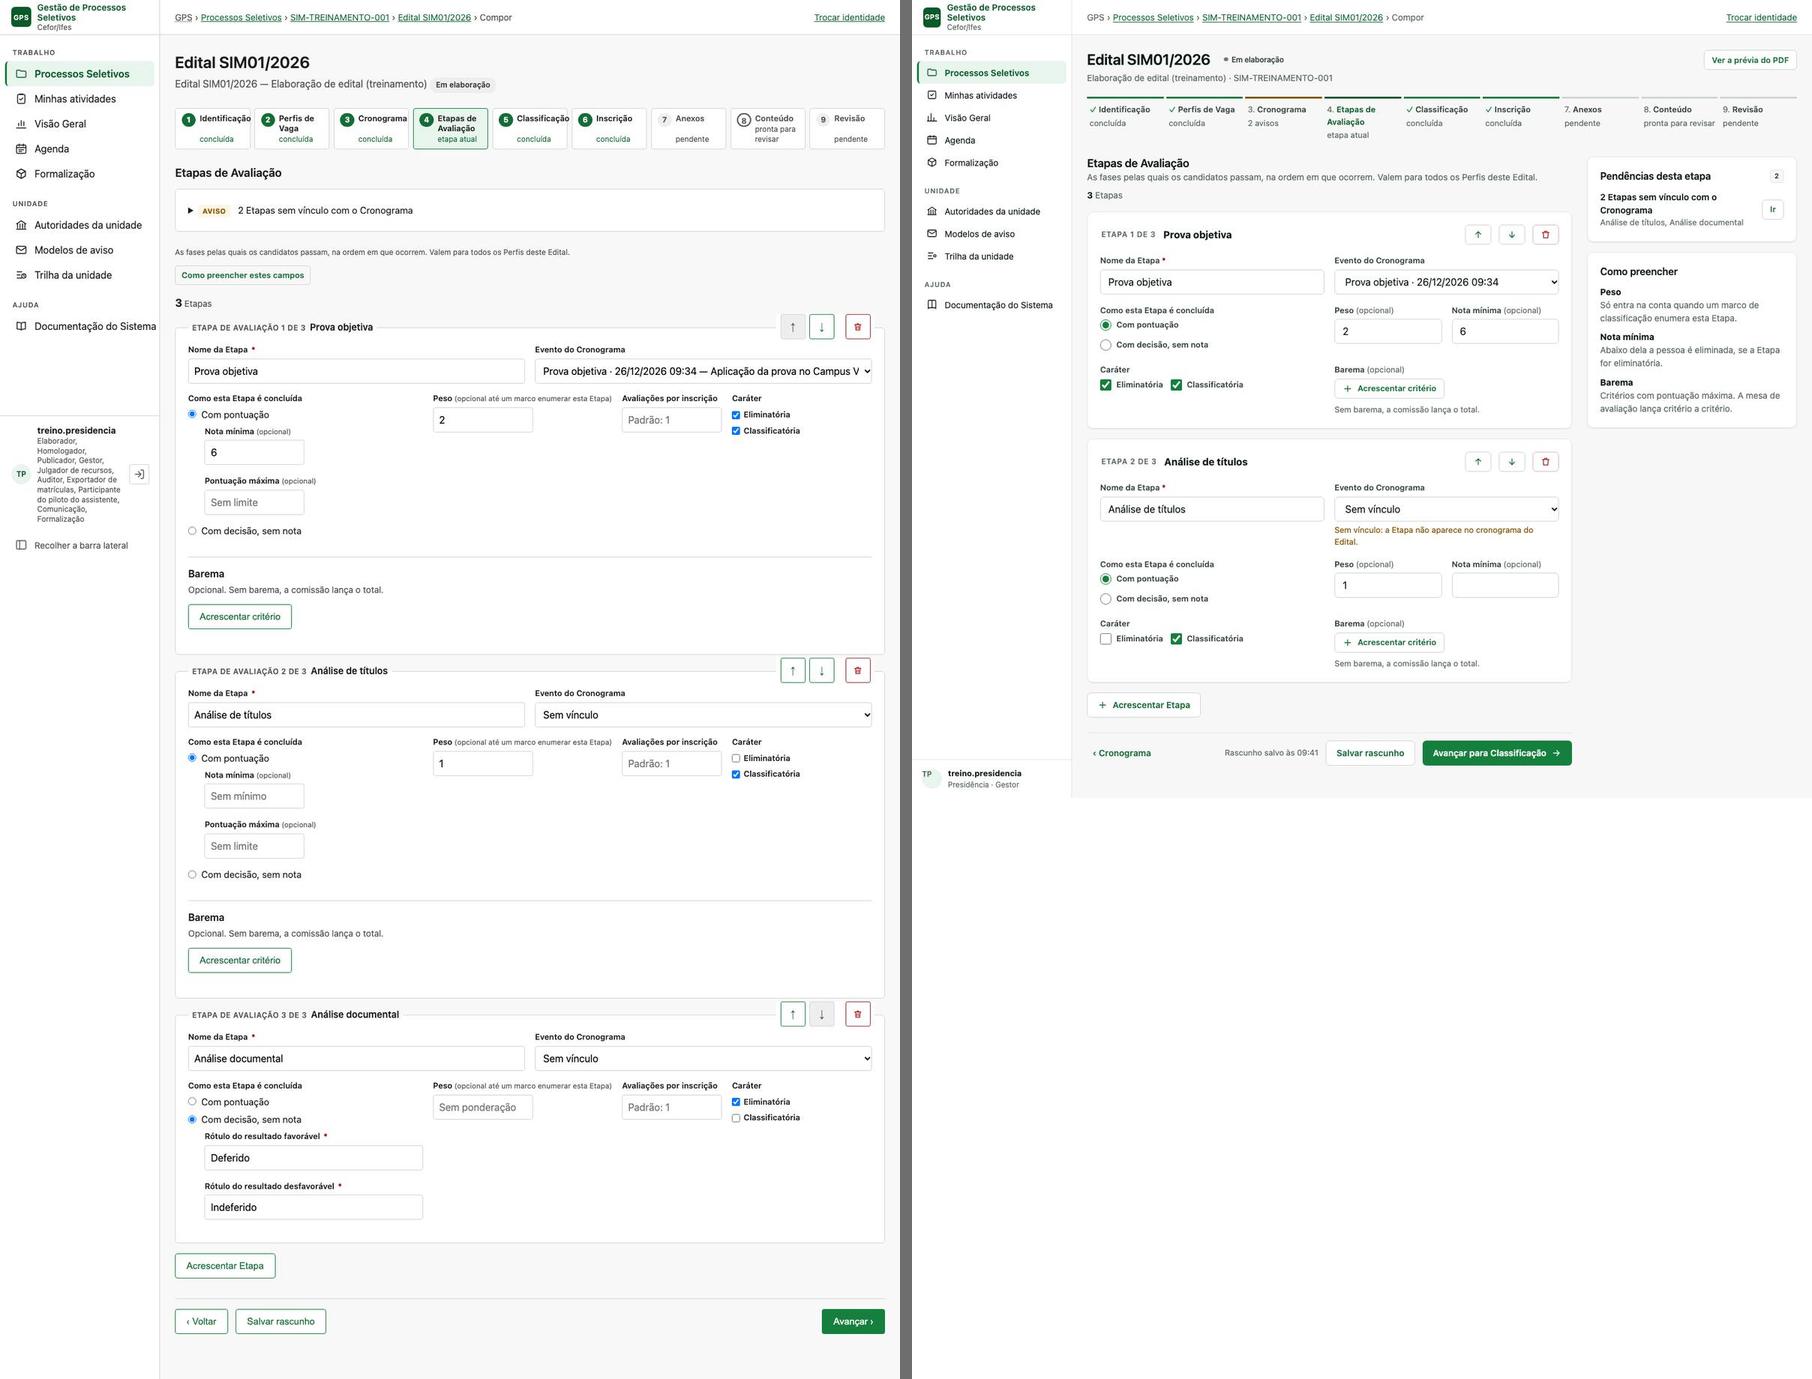 GPS
Gestão de Processos
Seletivos
Cefor/Ifes
TRABALHO
Processos Seletivos
Minhas atividades
Visão Geral
Agenda
Formalização
UNIDADE
Autoridades da unidade
Modelos de aviso
Trilha da unidade
AJUDA
Documentação do Sistema
TP
treino.presidencia
Elaborador,
Homologador,
Publicador, Gestor,
Julgador de recursos,
Auditor, Exportador de
matrículas, Participante
do piloto do assistente,
Comunicação,
Formalização
Recolher a barra lateral
GPS › Processos Seletivos › SIM-TREINAMENTO-001 › Edital SIM01/2026 › Compor
Trocar identidade
Edital SIM01/2026
Edital SIM01/2026 — Elaboração de edital (treinamento) Em elaboração
1 Identificação
concluída
2 Perfis de
Vaga
concluída
3 Cronograma
concluída
4 Etapas de
Avaliação
etapa atual
5 Classificação
concluída
6 Inscrição
concluída
7 Anexos
pendente
8 Conteúdo
pronta para
revisar
9 Revisão
pendente
Etapas de Avaliação
▶ AVISO 2 Etapas sem vínculo com o Cronograma
As fases pelas quais os candidatos passam, na ordem em que ocorrem. Valem para todos os Perfis deste Edital.
Como preencher estes campos
3 Etapas
ETAPA DE AVALIAÇÃO 1 DE 3 Prova objetiva
↑ ↓
Nome da Etapa *
Prova objetiva
Evento do Cronograma
Prova objetiva · 26/12/2026 09:34 — Aplicação da prova no Campus V
Como esta Etapa é concluída
Com pontuação
Nota mínima (opcional)
6
Pontuação máxima (opcional)
Sem limite
Com decisão, sem nota
Peso (opcional até um marco enumerar esta Etapa)
2
Avaliações por inscrição
Padrão: 1
Caráter
Eliminatória
Classificatória
Barema
Opcional. Sem barema, a comissão lança o total.
Acrescentar critério
ETAPA DE AVALIAÇÃO 2 DE 3 Análise de títulos
↑ ↓
Nome da Etapa *
Análise de títulos
Evento do Cronograma
Sem vínculo
Como esta Etapa é concluída
Com pontuação
Nota mínima (opcional)
Sem mínimo
Pontuação máxima (opcional)
Sem limite
Com decisão, sem nota
Peso (opcional até um marco enumerar esta Etapa)
1
Avaliações por inscrição
Padrão: 1
Caráter
Eliminatória
Classificatória
Barema
Opcional. Sem barema, a comissão lança o total.
Acrescentar critério
ETAPA DE AVALIAÇÃO 3 DE 3 Análise documental
↑ ↓
Nome da Etapa *
Análise documental
Evento do Cronograma
Sem vínculo
Como esta Etapa é concluída
Com pontuação
Com decisão, sem nota
Rótulo do resultado favorável *
Deferido
Rótulo do resultado desfavorável *
Indeferido
Peso (opcional até um marco enumerar esta Etapa)
Sem ponderação
Avaliações por inscrição
Padrão: 1
Caráter
Eliminatória
Classificatória
Acrescentar Etapa
‹ Voltar
Salvar rascunho
Avançar ›
GPS
Gestão de Processos
Seletivos
Cefor/Ifes
TRABALHO
Processos Seletivos
Minhas atividades
Visão Geral
Agenda
Formalização
UNIDADE
Autoridades da unidade
Modelos de aviso
Trilha da unidade
AJUDA
Documentação do Sistema
TP
treino.presidencia
Presidência · Gestor
GPS › Processos Seletivos › SIM-TREINAMENTO-001 › Edital SIM01/2026 › Compor
Trocar identidade
Edital SIM01/2026 Em elaboração
Elaboração de edital (treinamento) · SIM-TREINAMENTO-001
Ver a prévia do PDF
✓ Identificação
concluída
✓ Perfis de Vaga
concluída
3. Cronograma
2 avisos
4. Etapas de
Avaliação
etapa atual
✓ Classificação
concluída
✓ Inscrição
concluída
7. Anexos
pendente
8. Conteúdo
pronta para revisar
9. Revisão
pendente
Etapas de Avaliação
As fases pelas quais os candidatos passam, na ordem em que ocorrem. Valem para todos os Perfis deste Edital.
3 Etapas
ETAPA 1 DE 3 Prova objetiva
↑ ↓
Nome da Etapa *
Prova objetiva
Evento do Cronograma
Prova objetiva · 26/12/2026 09:34
Como esta Etapa é concluída
Com pontuação
Com decisão, sem nota
Peso (opcional)
2
Nota mínima (opcional)
6
Caráter
Eliminatória
Classificatória
Barema (opcional)
+ Acrescentar critério
Sem barema, a comissão lança o total.
ETAPA 2 DE 3 Análise de títulos
↑ ↓
Nome da Etapa *
Análise de títulos
Evento do Cronograma
Sem vínculo
Sem vínculo: a Etapa não aparece no cronograma do
Edital.
Como esta Etapa é concluída
Com pontuação
Com decisão, sem nota
Peso (opcional)
1
Nota mínima (opcional)
Caráter
Eliminatória
Classificatória
Barema (opcional)
+ Acrescentar critério
Sem barema, a comissão lança o total.
+ Acrescentar Etapa
‹ Cronograma
Rascunho salvo às 09:41
Salvar rascunho
Avançar para Classificação →
Pendências desta etapa 2
2 Etapas sem vínculo com o
Cronograma
Análise de títulos, Análise documental
Ir
Como preencher
Peso
Só entra na conta quando um marco de
classificação enumera esta Etapa.
Nota mínima
Abaixo dela a pessoa é eliminada, se a Etapa
for eliminatória.
Barema
Critérios com pontuação máxima. A mesa de
avaliação lança critério a critério.